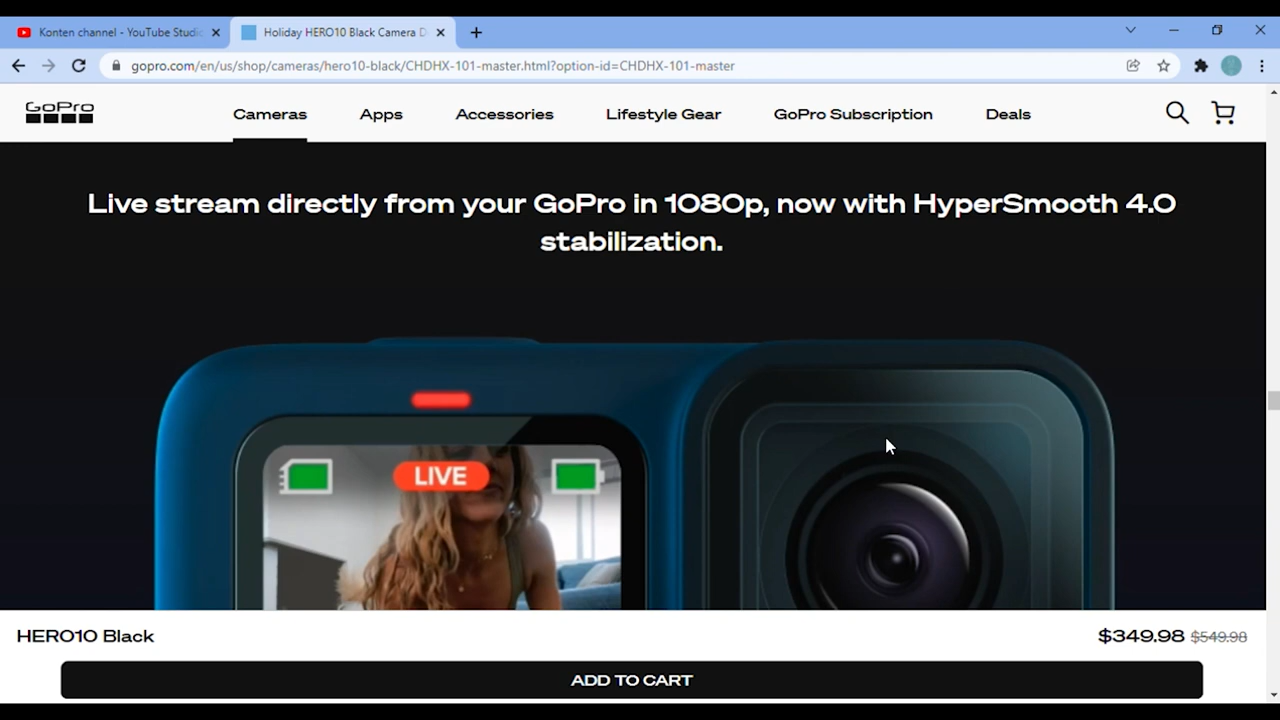 Konten channel - YouTube Studio
Holiday HERO10 Black Camera D
gopro.com/en/us/shop/cameras/hero10-black/CHDHX-101-master.html?option-id=CHDHX-101-master
GoPro
Cameras
Apps
Accessories
Lifestyle Gear
GoPro Subscription
Deals
Live stream directly from your GoPro in 1080p, now with HyperSmooth 4.0
stabilization.
LIVE
HERO10 Black
$349.98 $549.98
ADD TO CART